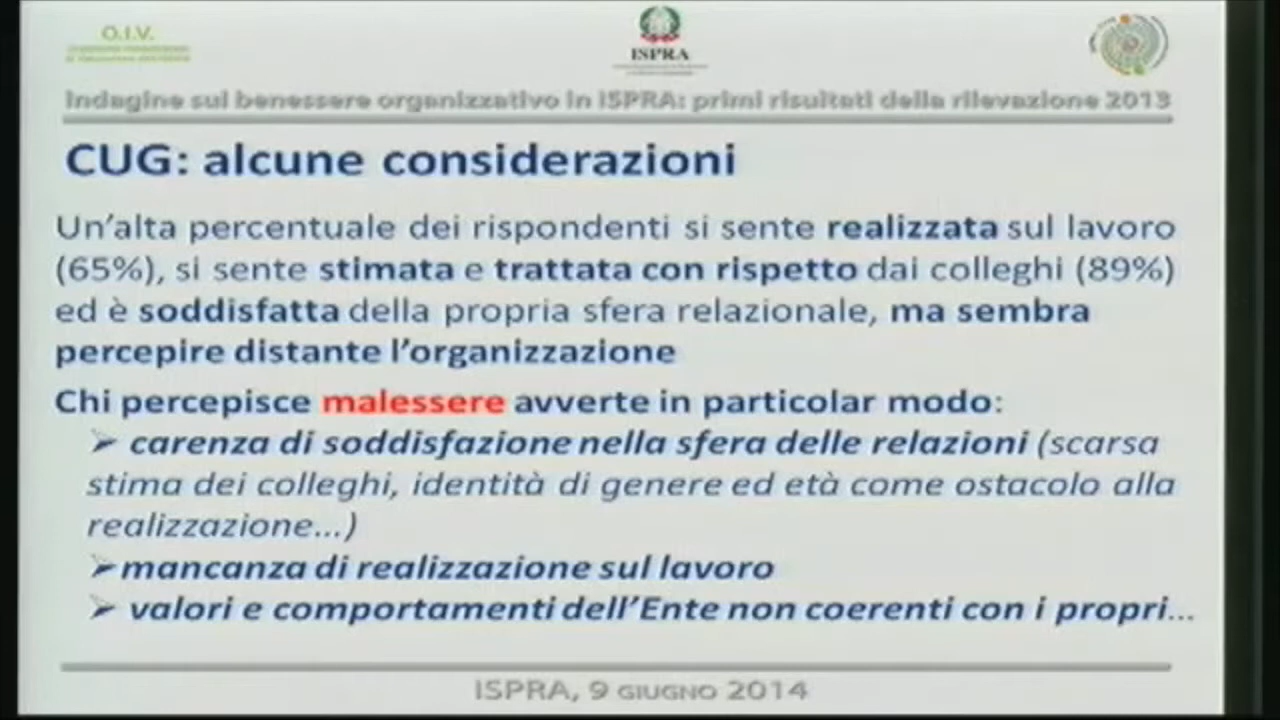 O.I.V.
ISPRA
Indagine sul benessere organizzativo in ISPRA: primi risultati della rilevazione 2013
CUG: alcune considerazioni
Un'alta percentuale dei rispondenti si sente realizzata sul lavoro
(65%), si sente stimata e trattata con rispetto dai colleghi (89%)
ed è soddisfatta della propria sfera relazionale, ma sembra
percepire distante l'organizzazione
Chi percepisce malessere avverte in particolar modo:
➢ carenza di soddisfazione nella sfera delle relazioni (scarsa
stima dei colleghi, identità di genere ed età come ostacolo alla
realizzazione...)
➢ mancanza di realizzazione sul lavoro
➢ valori e comportamenti dell'Ente non coerenti con i propri...
ISPRA, 9 GIUGNO 2014